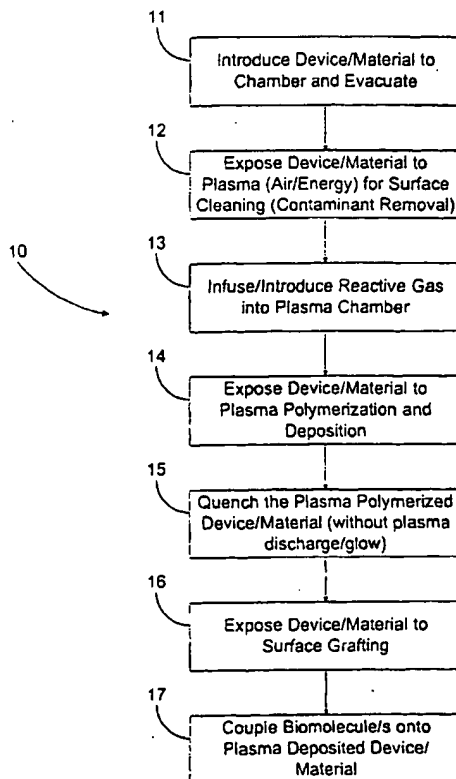 11
Introduce Device/Material to
Chamber and Evacuate
12
Expose Device/Material to
Plasma (Air/Energy) for Surface
Cleaning (Contaminant Removal)
10
13
Infuse/Introduce Reactive Gas
into Plasma Chamber
14
Expose Device/Material to
Plasma Polymerization and
Deposition
15
Quench the Plasma Polymerized
Device/Material (without plasma
discharge/glow)
16
Expose Device/Material to
Surface Grafting
17
Couple Biomolecule/s onto
Plasma Deposited Device/
Material